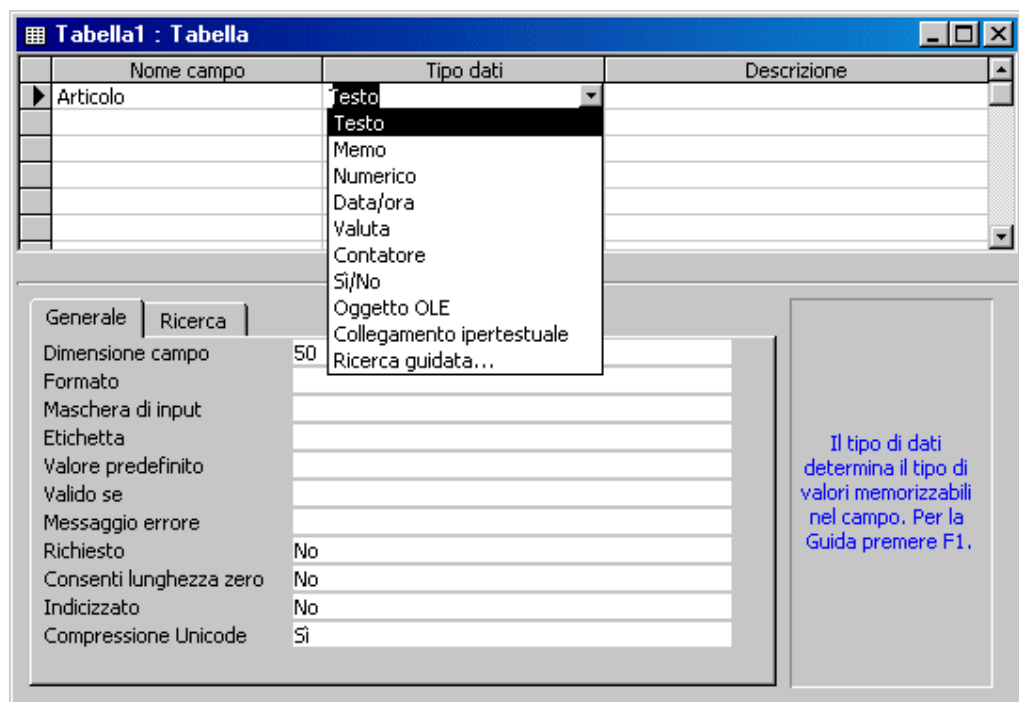 Tabella1 : Tabella
Nome campo Tipo dati Descrizione
Articolo Testo
Testo
Memo
Numerico
Data/ora
Valuta
Contatore
Sì/No
Oggetto OLE
Collegamento ipertestuale
Ricerca guidata...
Generale Ricerca
Dimensione campo 50
Formato
Maschera di input
Etichetta
Valore predefinito
Valido se
Messaggio errore
Richiesto No
Consenti lunghezza zero No
Indicizzato No
Compressione Unicode Sì
Il tipo di dati
determina il tipo di
valori memorizzabili
nel campo. Per la
Guida premere F1.